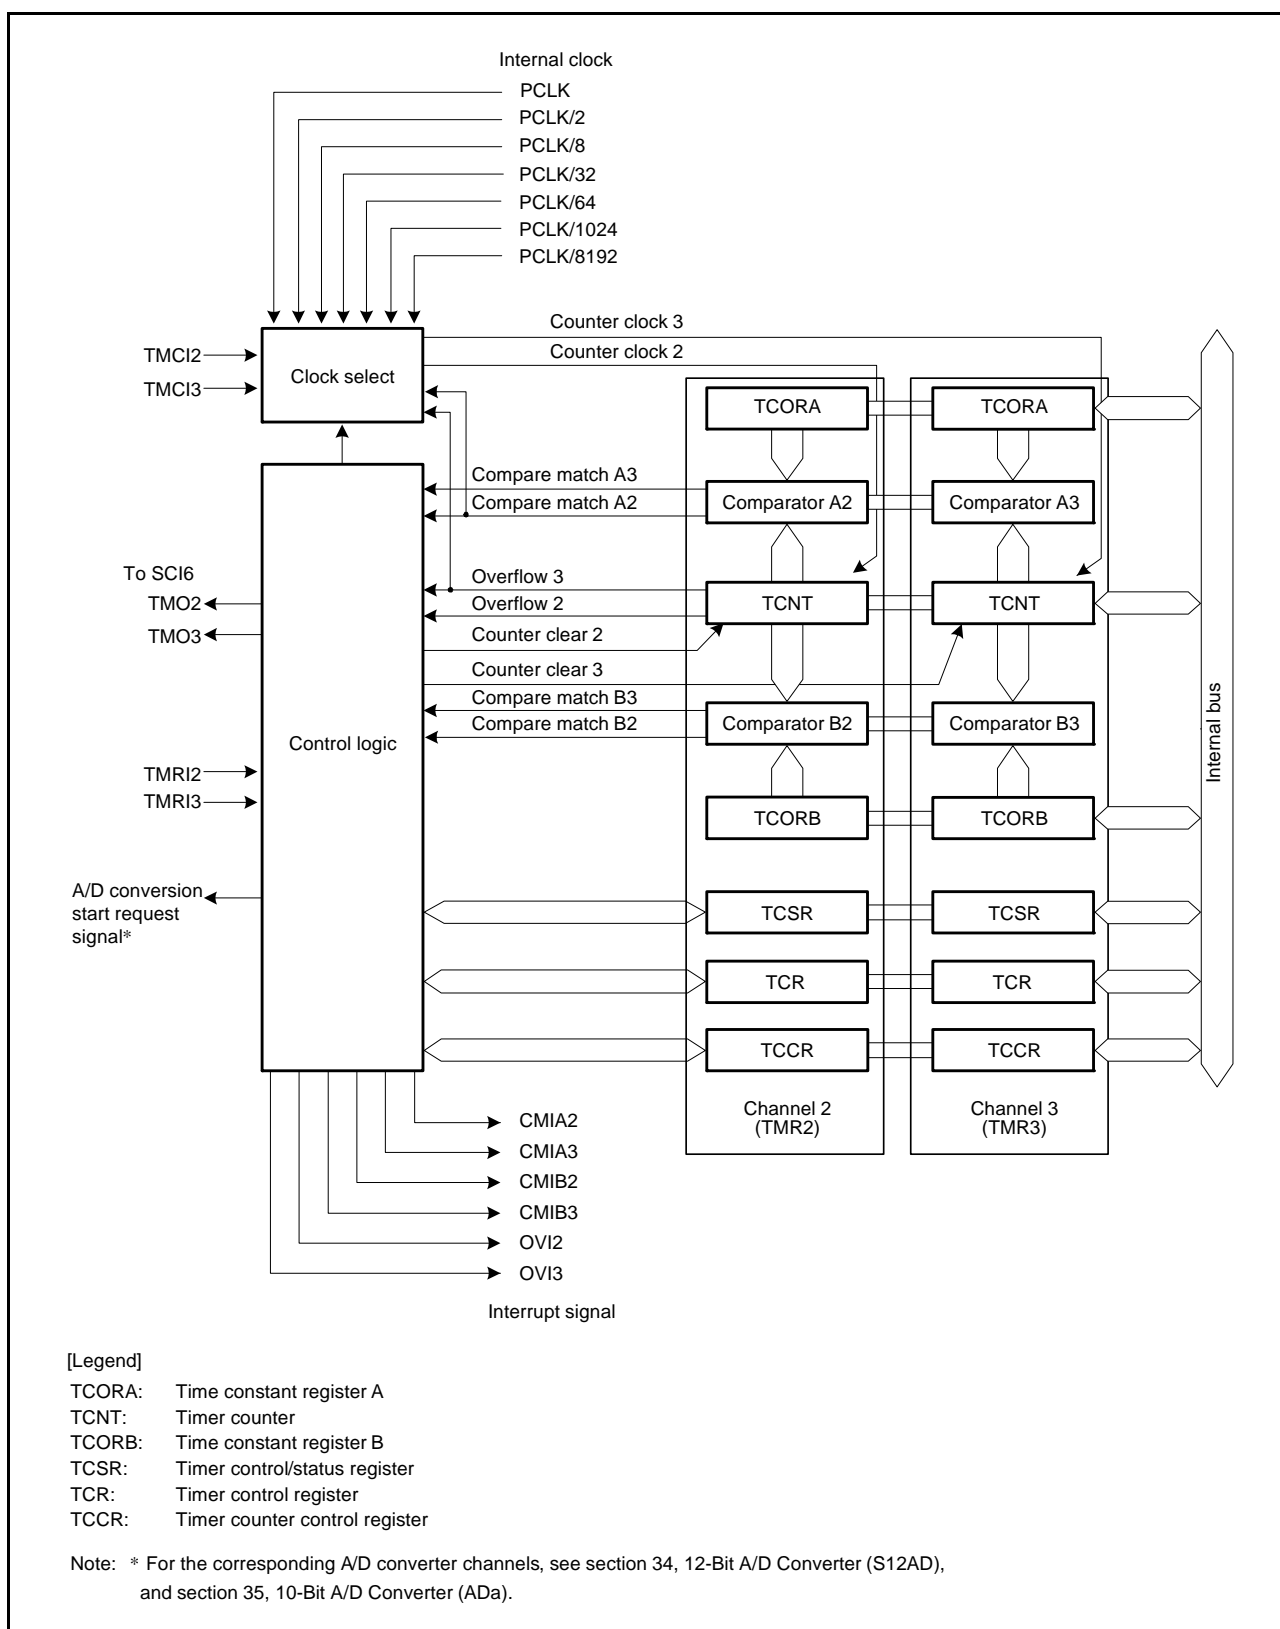 Internal clock
PCLK
PCLK/2
PCLK/8
PCLK/32
PCLK/64
PCLK/1024
PCLK/8192
Counter clock 3
Counter clock 2
TMCI2
TMCI3
Clock select
TCORA
TCORA
Compare match A3
Compare match A2
Comparator A2
Comparator A3
To SCI6
TMO2
TMO3
Overflow 3
Overflow 2
Counter clear 2
Counter clear 3
TCNT
TCNT
Compare match B3
Compare match B2
Comparator B2
Comparator B3
Control logic
Internal bus
TMRI2
TMRI3
TCORB
TCORB
A/D conversion
start request
signal*
TCSR
TCSR
TCR
TCR
TCCR
TCCR
Channel 2
(TMR2)
Channel 3
(TMR3)
CMIA2
CMIA3
CMIB2
CMIB3
OVI2
OVI3
Interrupt signal
[Legend]
TCORA: Time constant register A
TCNT: Timer counter
TCORB: Time constant register B
TCSR: Timer control/status register
TCR: Timer control register
TCCR: Timer counter control register
Note: * For the corresponding A/D converter channels, see section 34, 12-Bit A/D Converter (S12AD),
and section 35, 10-Bit A/D Converter (ADa).